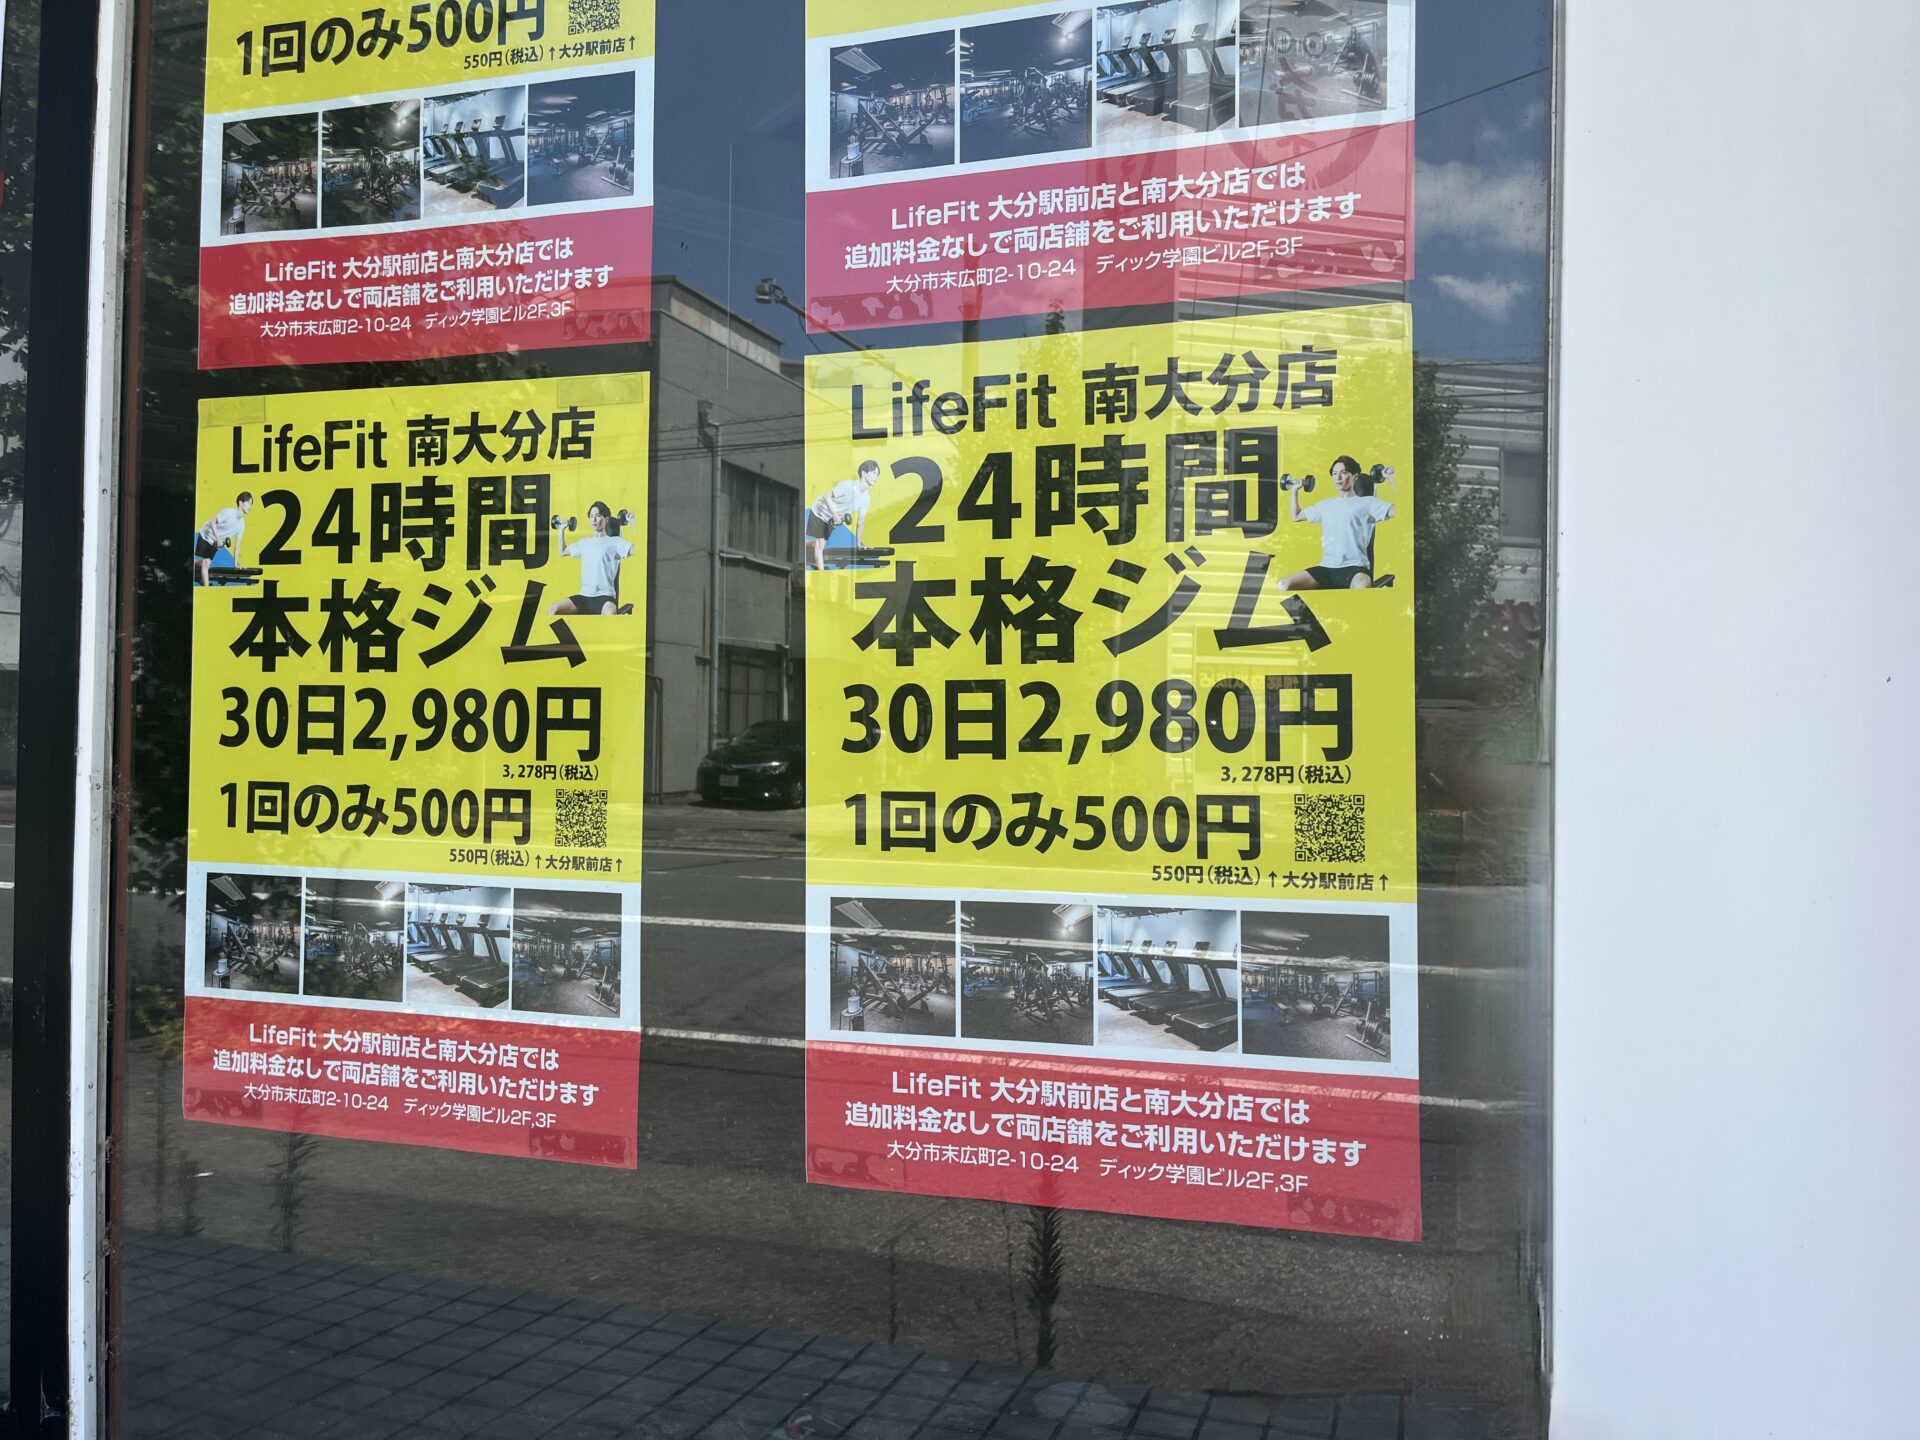 1回のみ500円
550円(税込)↑大分駅前店↑
LifeFit 大分駅前店と南大分店では
追加料金なしで両店舗をご利用いただけます
大分市末広町2-10-24 ディック学園ビル2F,3F
LifeFit 大分駅前店と南大分店では
追加料金なしで両店舗をご利用いただけます
大分市末広町2-10-24 ディック学園ビル2F,3F
LifeFit 南大分店
24時間
本格ジム
30日2,980円
3,278円(税込)
1回のみ500円
550円(税込)↑大分駅前店↑
LifeFit 大分駅前店と南大分店では
追加料金なしで両店舗をご利用いただけます
大分市末広町2-10-24 ディック学園ビル2F,3F
LifeFit 南大分店
24時間
本格ジム
30日2,980円
3,278円(税込)
1回のみ500円
550円(税込)↑大分駅前店↑
LifeFit 大分駅前店と南大分店では
追加料金なしで両店舗をご利用いただけます
大分市末広町2-10-24 ディック学園ビル2F,3F